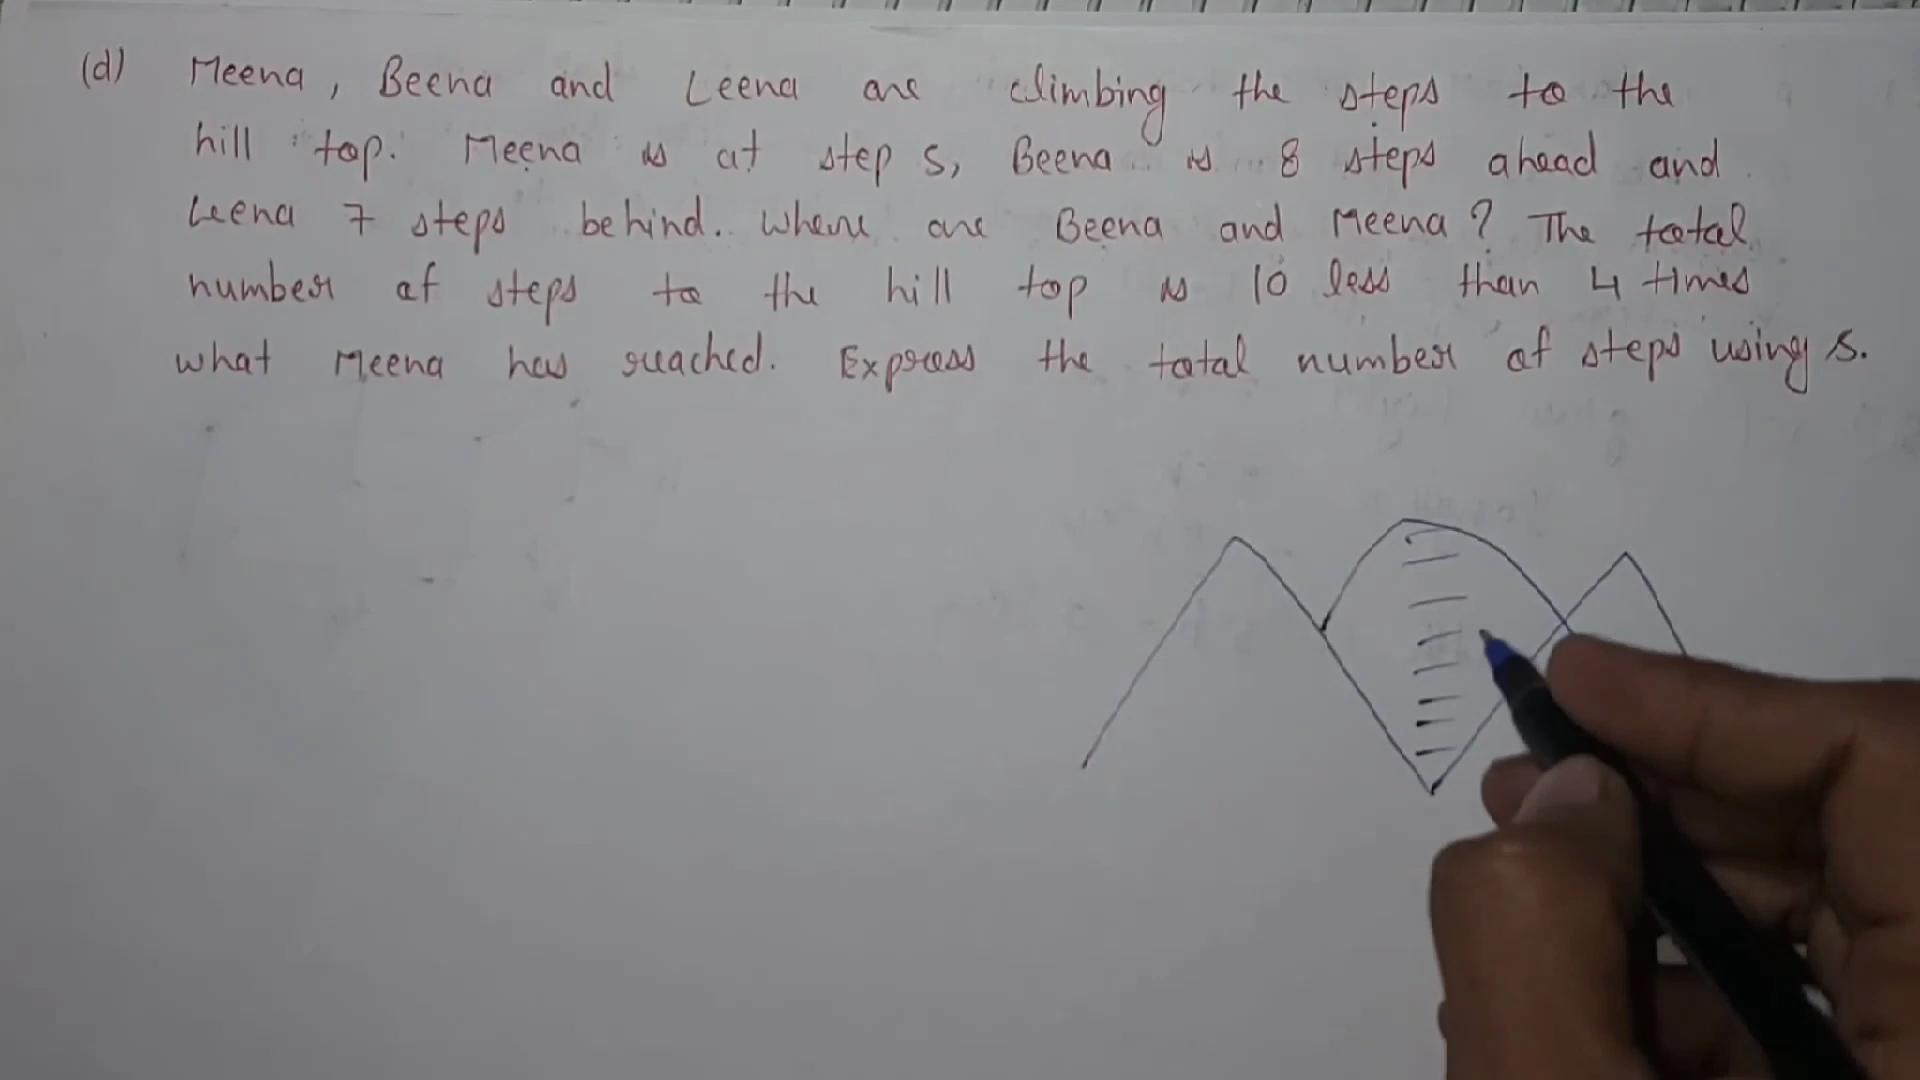 (d) Meena, Beena and Leena are climbing the steps to the
hill top. Meena is at step s, Beena is 8 steps ahead and
Leena 7 steps behind. Where are Beena and Meena? The total
number of steps to the hill top is 10 less than 4 times
what Meena has reached. Express the total number of steps using s.